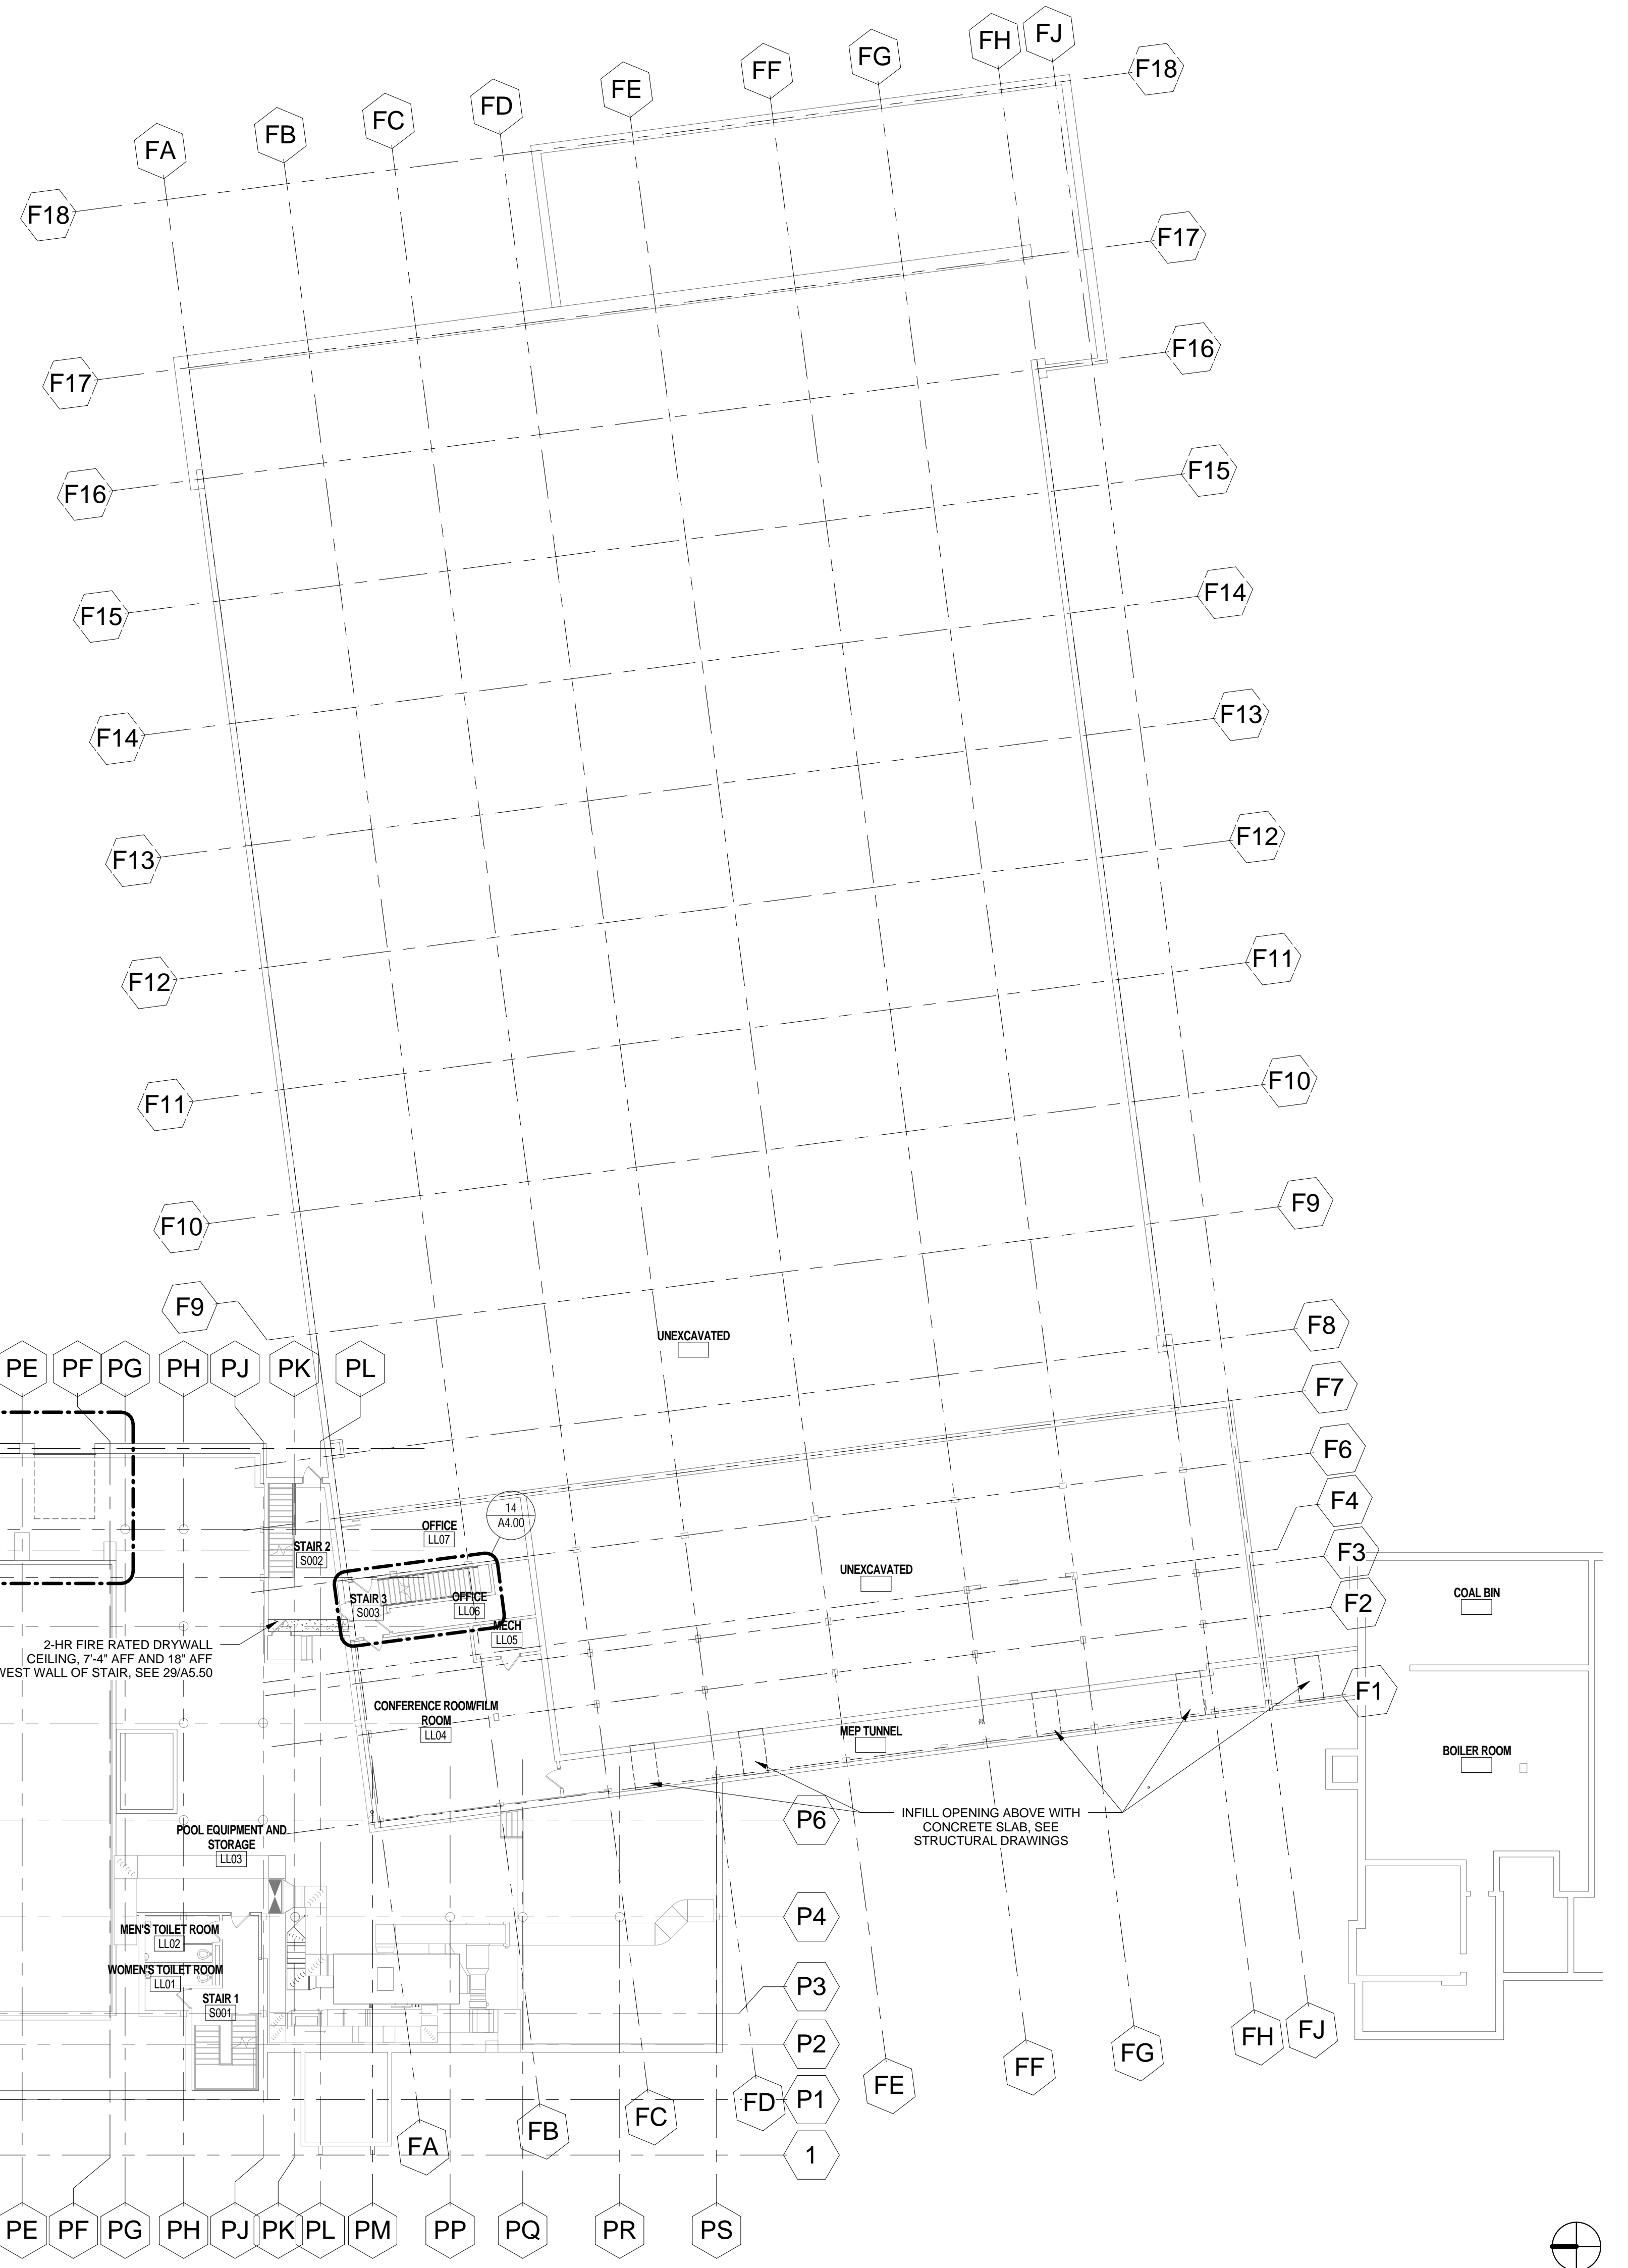 FJ
FH
FG
FF
FE
FD
FC
FB
FA
F18
F18
F17
F17
F16
F16
F15
F15
F14
F14
F13
F13
F12
F12
F11
F11
F10
F10
F9
F9
F8
F7
F6
F4
F3
F2
F1
UNEXCAVATED
PE
PF
PG
PH
PJ
PK
PL
14
A4.00
OFFICE
LL07
STAIR 2
S002
STAIR 3
S003
OFFICE
LL06
MECH
LL05
UNEXCAVATED
COAL BIN
2-HR FIRE RATED DRYWALL
CEILING, 7'-4" AFF AND 18" AFF
WEST WALL OF STAIR, SEE 29/A5.50
CONFERENCE ROOM/FILM
ROOM
LL04
MEP TUNNEL
BOILER ROOM
INFILL OPENING ABOVE WITH
CONCRETE SLAB, SEE
STRUCTURAL DRAWINGS
POOL EQUIPMENT AND
STORAGE
LL03
MEN'S TOILET ROOM
LL02
WOMEN'S TOILET ROOM
LL01
STAIR 1
S001
P6
P4
P3
P2
P1
1
FA
FB
FC
FD
FE
FF
FG
FH
FJ
PE
PF
PG
PH
PJ
PK
PL
PM
PP
PQ
PR
PS